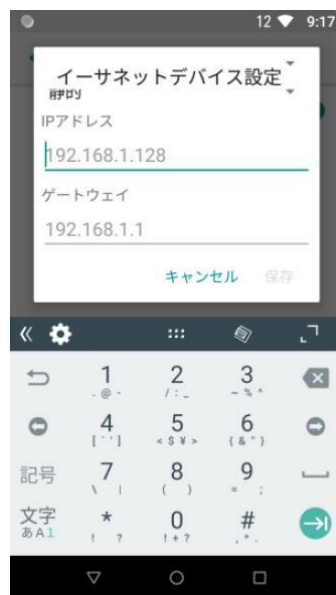 12 9:17
イーサネットデバイス設定
静的
IPアドレス
192.168.1.128
ゲートウェイ
192.168.1.1
キャンセル 保存
1 2 3
. @ - / : _ ~ % ^
4 5 6
[ ` ' ] < $ ¥ > ( & " )
記号 7 8 9
\ | ( ) = ;
文字 * 0 #
あA1 ! ? ! + ? , * .